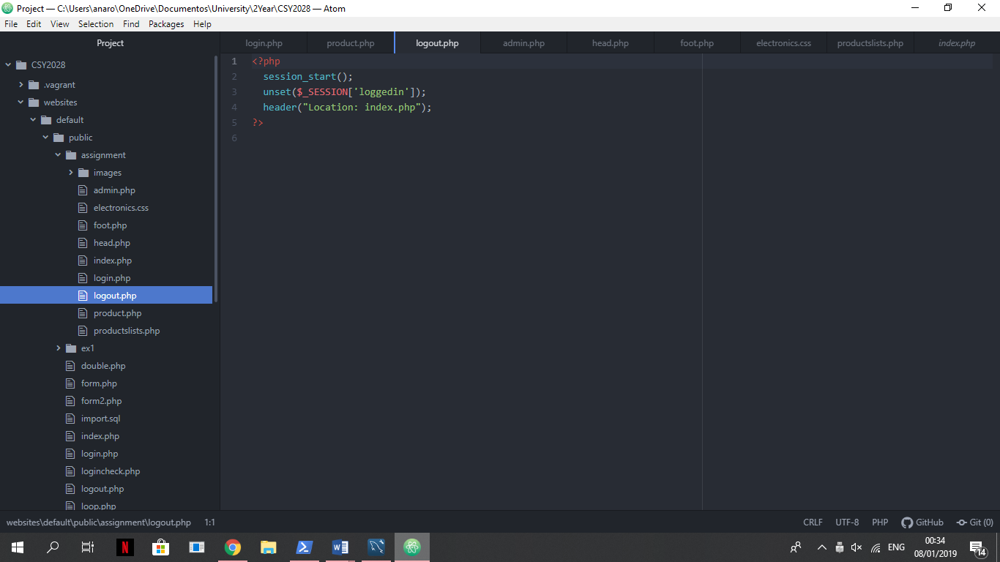 Project — C:\Users\anaro\OneDrive\Documentos\University\2Year\CSY2028 — Atom
File Edit View Selection Find Packages Help
Project
login.php product.php logout.php admin.php head.php foot.php electronics.css productslists.php index.php
CSY2028
.vagrant
websites
default
public
assignment
images
admin.php
electronics.css
foot.php
head.php
index.php
login.php
logout.php
product.php
productslists.php
ex1
double.php
form.php
form2.php
import.sql
index.php
login.php
logincheck.php
logout.php
loop.php
1 <?php
2 session_start();
3 unset($_SESSION['loggedin']);
4 header("Location: index.php");
5 ?>
6
websites\default\public\assignment\logout.php 1:1 CRLF UTF-8 PHP GitHub Git (0)
N W ENG 00:34
08/01/2019 14